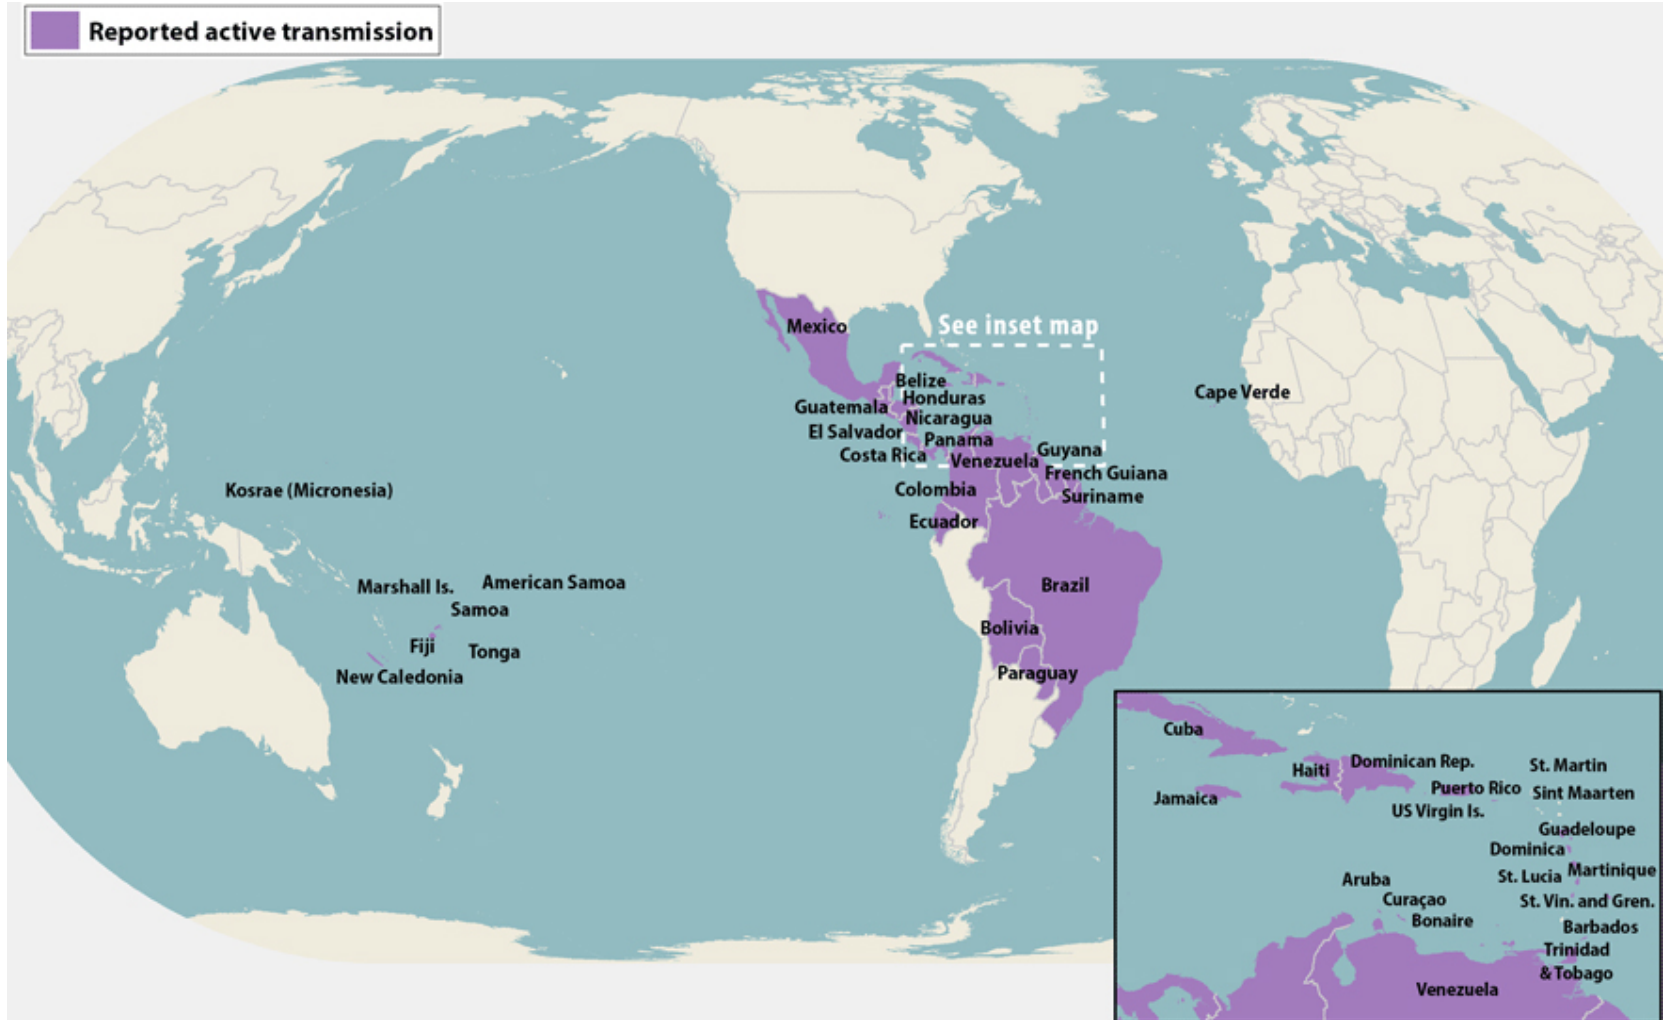 Reported active transmission
See inset map
Mexico
Belize
Honduras
Guatemala
Nicaragua
El Salvador
Panama
Costa Rica
Venezuela
Guyana
French Guiana
Colombia
Suriname
Ecuador
Cape Verde
Kosrae (Micronesia)
Marshall Is.
American Samoa
Samoa
Fiji
Tonga
New Caledonia
Brazil
Bolivia
Paraguay
Cuba
Haiti
Dominican Rep.
St. Martin
Jamaica
Puerto Rico
Sint Maarten
US Virgin Is.
Guadeloupe
Dominica
Martinique
St. Lucia
Aruba
Curaçao
St. Vin. and Gren.
Bonaire
Barbados
Trinidad
& Tobago
Venezuela